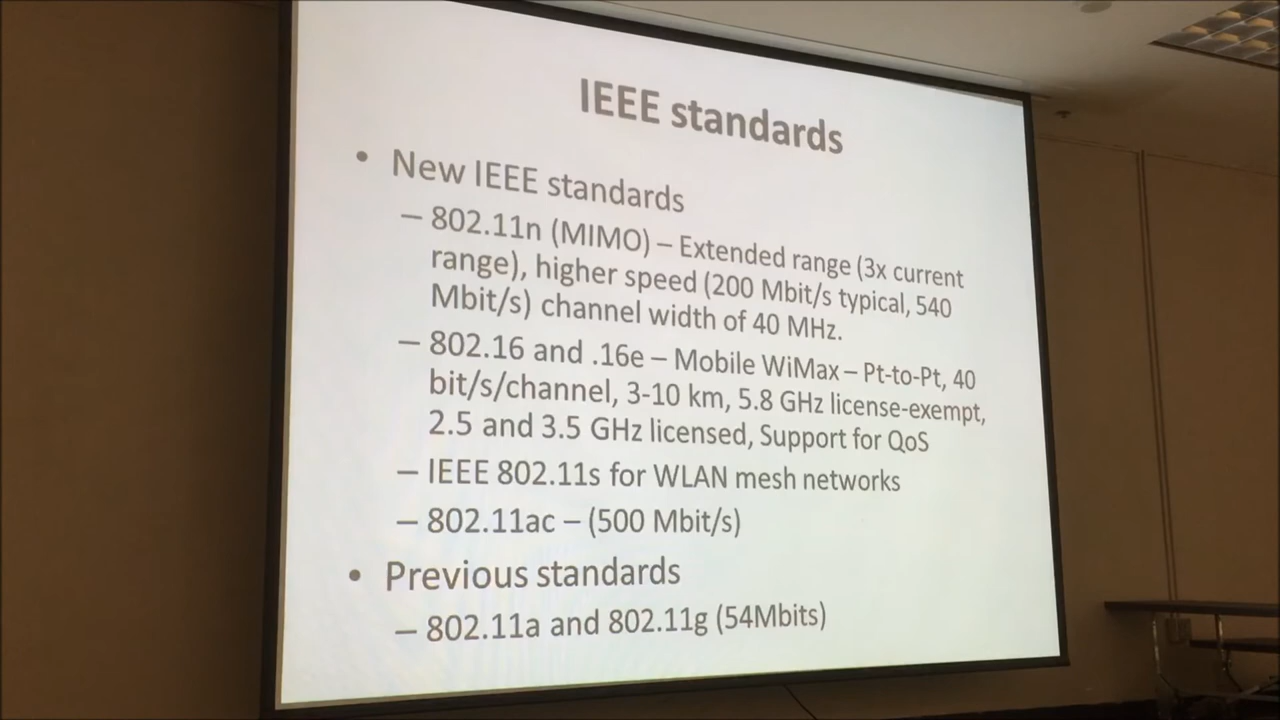 IEEE standards
• New IEEE standards
– 802.11n (MIMO) – Extended range (3x current
range), higher speed (200 Mbit/s typical, 540
Mbit/s) channel width of 40 MHz.
– 802.16 and .16e – Mobile WiMax – Pt-to-Pt, 40
bit/s/channel, 3-10 km, 5.8 GHz license-exempt,
2.5 and 3.5 GHz licensed, Support for QoS
– IEEE 802.11s for WLAN mesh networks
– 802.11ac – (500 Mbit/s)
• Previous standards
– 802.11a and 802.11g (54Mbits)